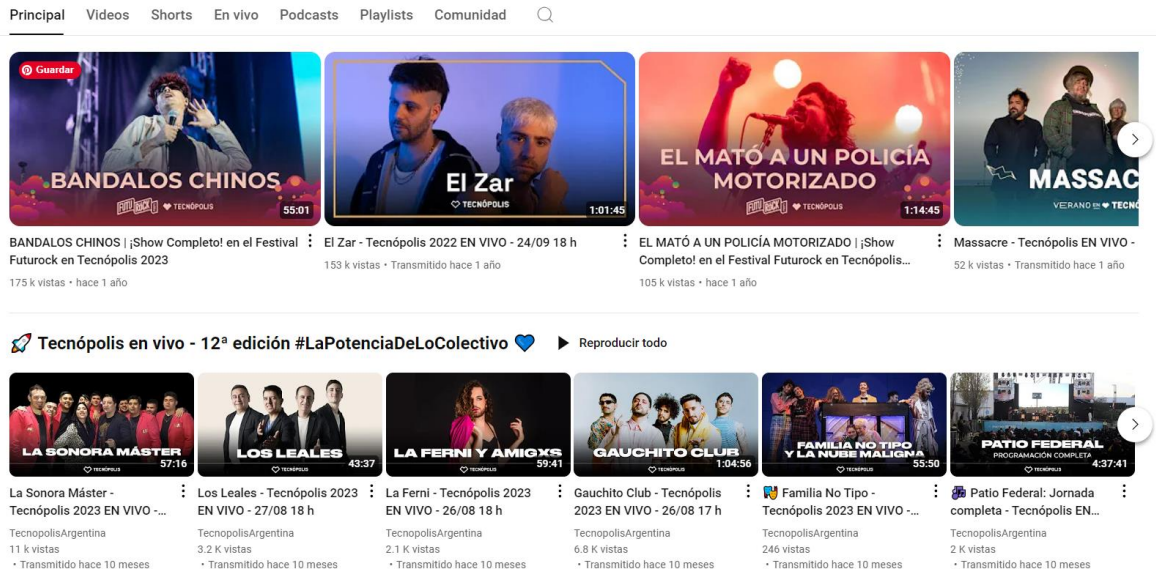 Principal Videos Shorts En vivo Podcasts Playlists Comunidad
Guardar
BANDALOS CHINOS
FUTUROCK TECNÓPOLIS
55:01
El Zar
TECNÓPOLIS
1:01:45
EL MATÓ A UN POLICÍA
MOTORIZADO
FUTUROCK TECNÓPOLIS
1:14:45
MASSAC
VERANO EN TECNÓ
BANDALOS CHINOS | ¡Show Completo! en el Festival
Futurock en Tecnópolis 2023
175 k vistas • hace 1 año
El Zar - Tecnópolis 2022 EN VIVO - 24/09 18 h
153 k vistas • Transmitido hace 1 año
EL MATÓ A UN POLICÍA MOTORIZADO | ¡Show
Completo! en el Festival Futurock en Tecnópolis...
105 k vistas • hace 1 año
Massacre - Tecnópolis EN VIVO -
52 k vistas • Transmitido hace 1 año
Tecnópolis en vivo - 12ª edición #LaPotenciaDeLoColectivo Reproducir todo
LA SONORA MÁSTER
TECNÓPOLIS
57:16
LOS LEALES
TECNÓPOLIS
43:37
LA FERNI Y AMIGXS
TECNÓPOLIS
59:41
GAUCHITO CLUB
TECNÓPOLIS
1:04:56
FAMILIA NO TIPO
Y LA NUBE MALIGNA
TECNÓPOLIS
55:50
PATIO FEDERAL
PROGRAMACIÓN COMPLETA
TECNÓPOLIS
4:37:41
La Sonora Máster -
Tecnópolis 2023 EN VIVO -...
TecnopolisArgentina
11 k vistas
• Transmitido hace 10 meses
Los Leales - Tecnópolis 2023
EN VIVO - 27/08 18 h
TecnopolisArgentina
3.2 K vistas
• Transmitido hace 10 meses
La Ferni - Tecnópolis 2023
EN VIVO - 26/08 18 h
TecnopolisArgentina
2.1 K vistas
• Transmitido hace 10 meses
Gauchito Club - Tecnópolis
2023 EN VIVO - 26/08 17 h
TecnopolisArgentina
6.8 K vistas
• Transmitido hace 10 meses
Familia No Tipo -
Tecnópolis 2023 EN VIVO -...
TecnopolisArgentina
246 vistas
• Transmitido hace 10 meses
Patio Federal: Jornada
completa - Tecnópolis EN...
TecnopolisArgentina
2 K vistas
• Transmitido hace 10 meses